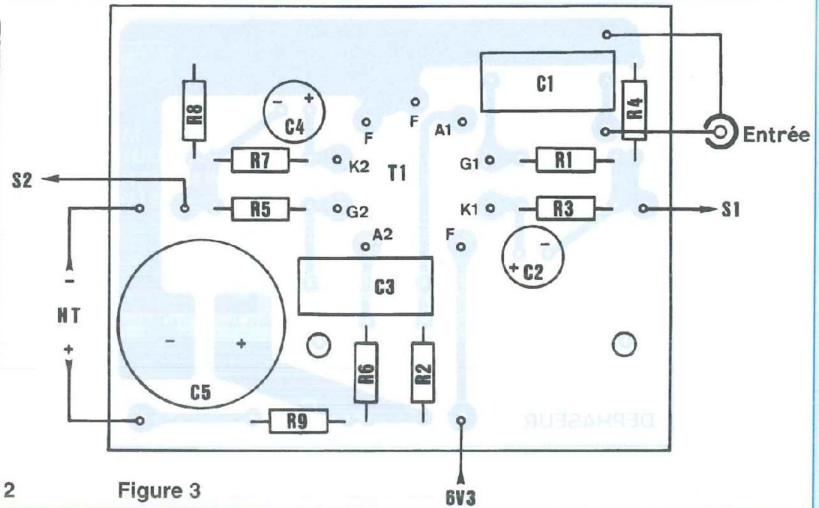 C1
R4
Entrée
R8
- +
C4
F
F
A1
R7
K2
T1
G1
R1
S2
R5
G2
K1
R3
S1
A2
F
-
+
C2
-
HT
+
C3
- +
C5
R6
R2
R9
DEPHASEUR
2
Figure 3
6V3